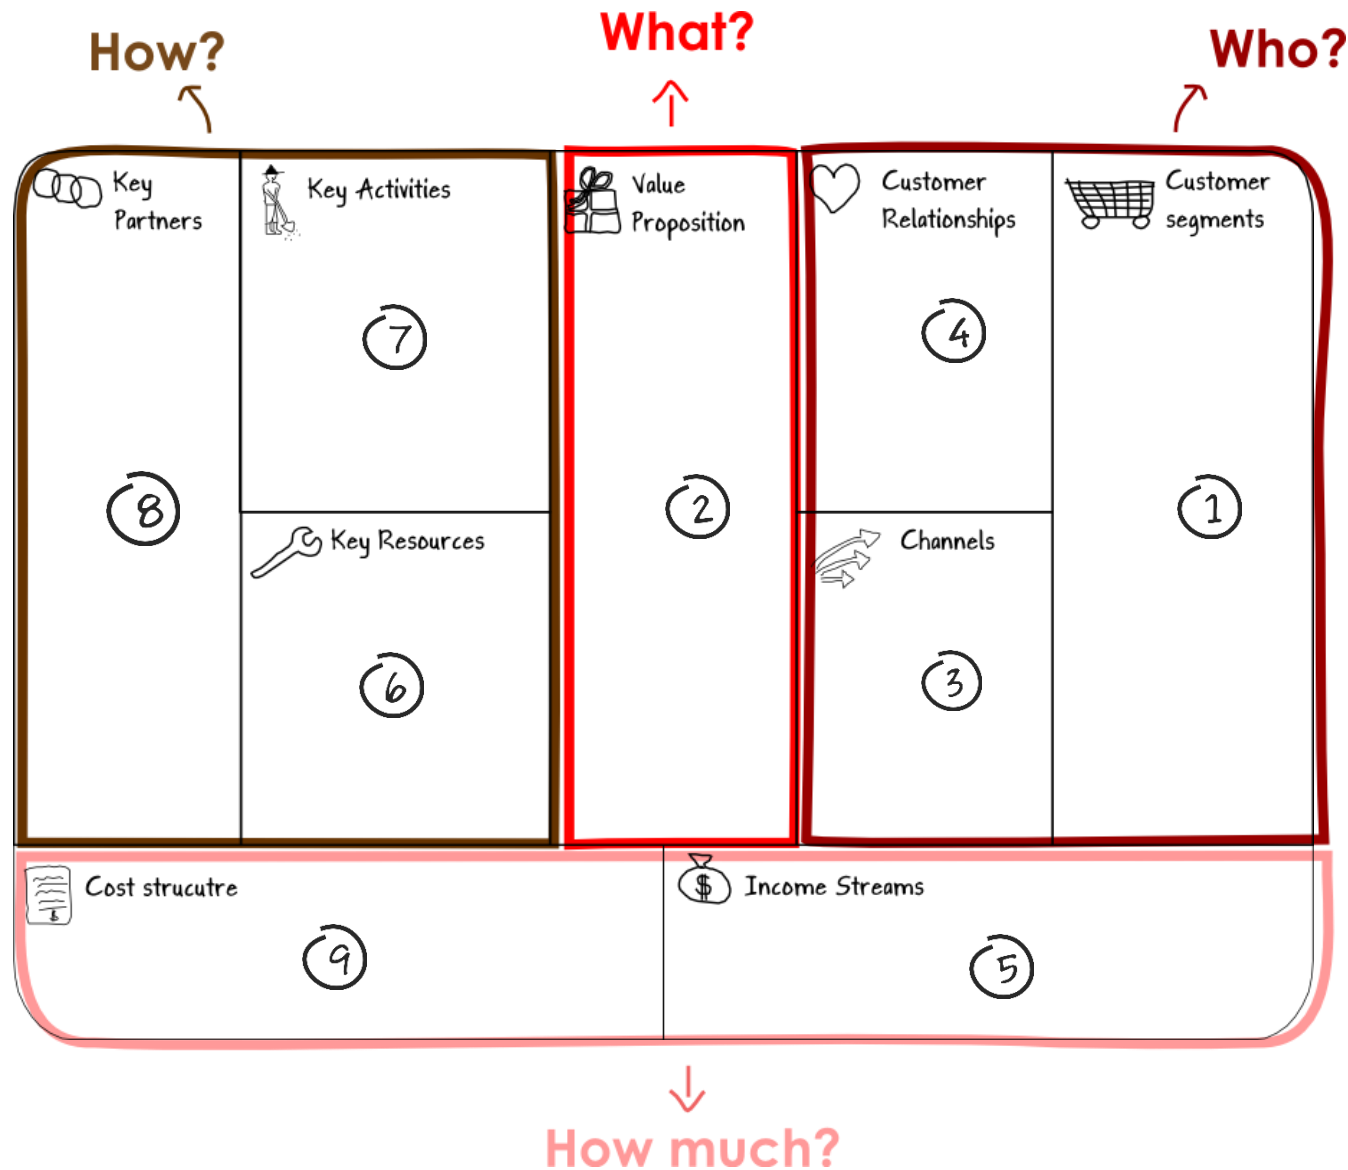 How?
What?
Who?
Key
Partners
Key Activities
Value
Proposition
Customer
Relationships
Customer
segments
7
4
8
2
1
Key Resources
Channels
6
3
Cost strucutre
$
$
Income Streams
9
5
How much?